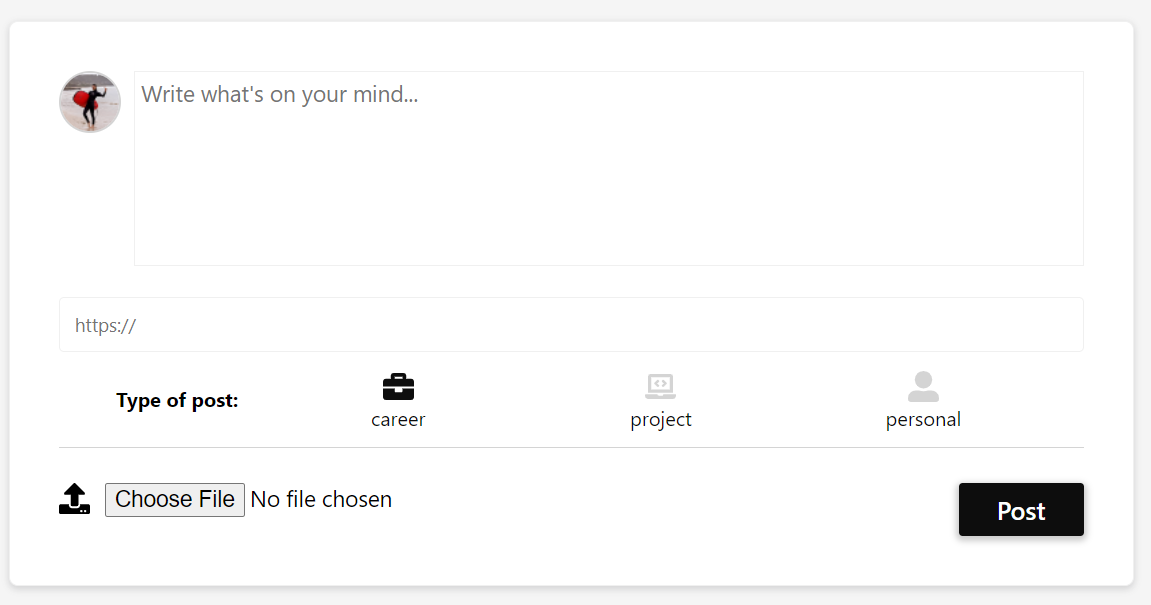 Write what's on your mind...
https://
Type of post:
career
project
personal
Choose File No file chosen
Post